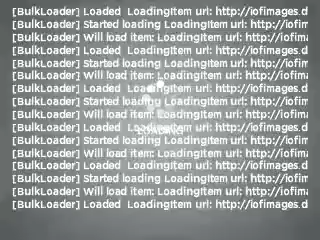 [BulkLoader] Loaded LoadingItem url: http://iofimages.d
[BulkLoader] Started loading LoadingItem url: http://iofim
[BulkLoader] Will load item: LoadingItem url: http://iofima
[BulkLoader] Loaded LoadingItem url: http://iofimages.d
[BulkLoader] Started loading LoadingItem url: http://iofim
[BulkLoader] Will load item: LoadingItem url: http://iofima
[BulkLoader] Loaded LoadingItem url: http://iofimages.d
[BulkLoader] Started loading LoadingItem url: http://iofim
[BulkLoader] Will load item: LoadingItem url: http://iofima
[BulkLoader] Loaded LoadingItem url: http://iofimages.d
LOADING
[BulkLoader] Started loading LoadingItem url: http://iofim
[BulkLoader] Will load item: LoadingItem url: http://iofima
[BulkLoader] Loaded LoadingItem url: http://iofimages.d
[BulkLoader] Started loading LoadingItem url: http://iofim
[BulkLoader] Will load item: LoadingItem url: http://iofima
[BulkLoader] Loaded LoadingItem url: http://iofimages.d